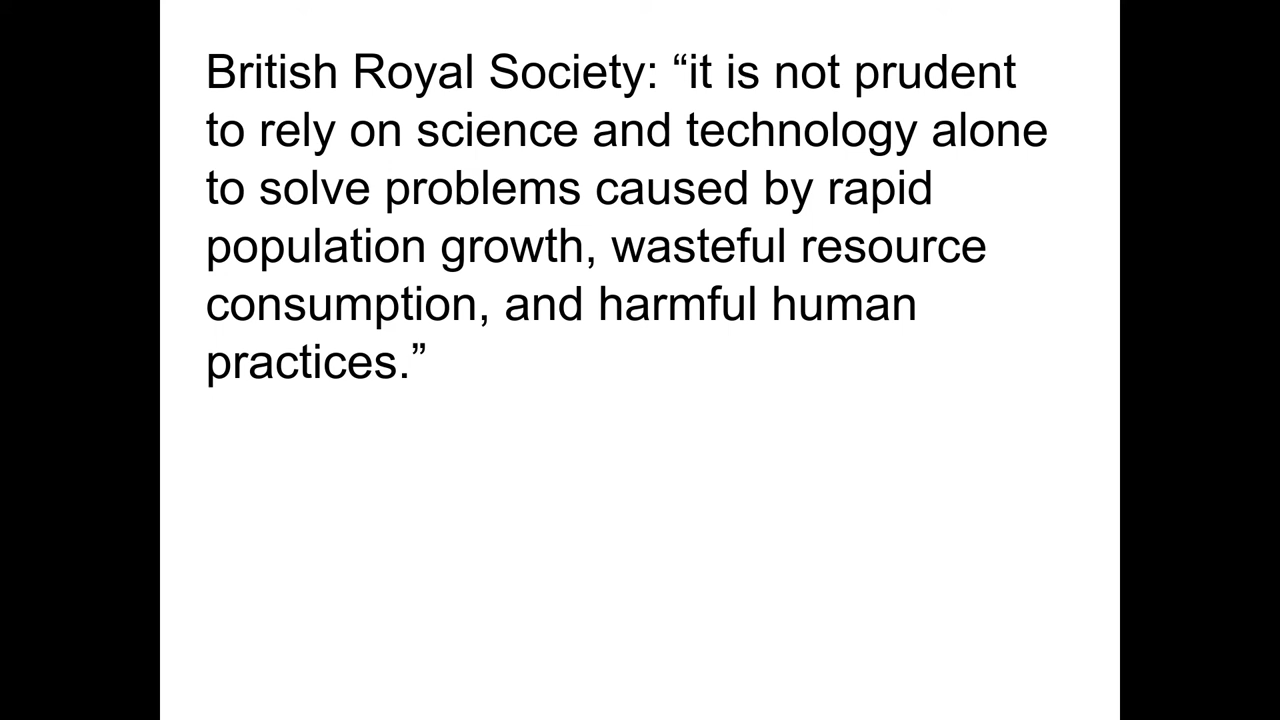 British Royal Society: “it is not prudent
to rely on science and technology alone
to solve problems caused by rapid
population growth, wasteful resource
consumption, and harmful human
practices.”